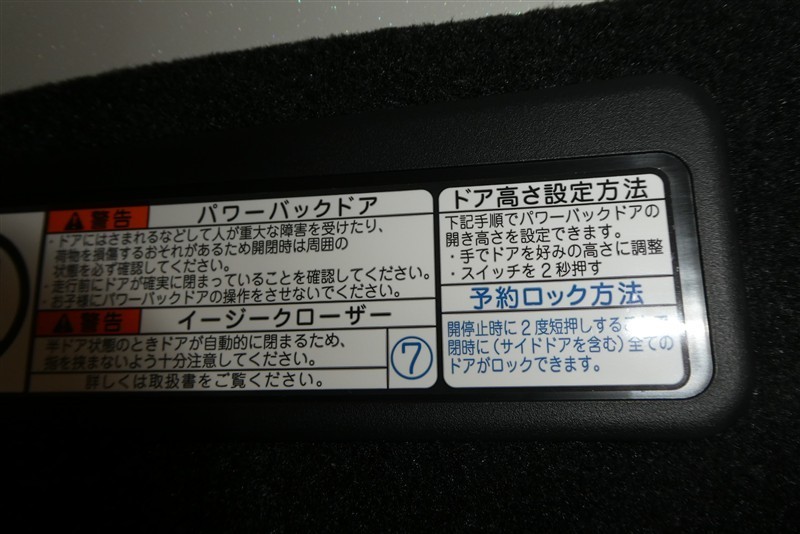 警告 パワーバックドア
・ドアにはさまれるなどして人が重大な障害を受けたり、
荷物を損傷するおそれがあるため開閉時は周囲の
状態を必ず確認してください。
・走行前にドアが確実に閉まっていることを確認してください。
・お子様にパワーバックドアの操作をさせないでください。
警告 イージークローザー
半ドア状態のときドアが自動的に閉まるため、
指を挟まないよう十分注意してください。
詳しくは取扱書をご覧ください。
⑦
ドア高さ設定方法
下記手順でパワーバックドアの
開き高さを設定できます。
・手でドアを好みの高さに調整
・スイッチを2秒押す
予約ロック方法
開停止時に2度短押しすることで
閉時に(サイドドアを含む)全ての
ドアがロックできます。